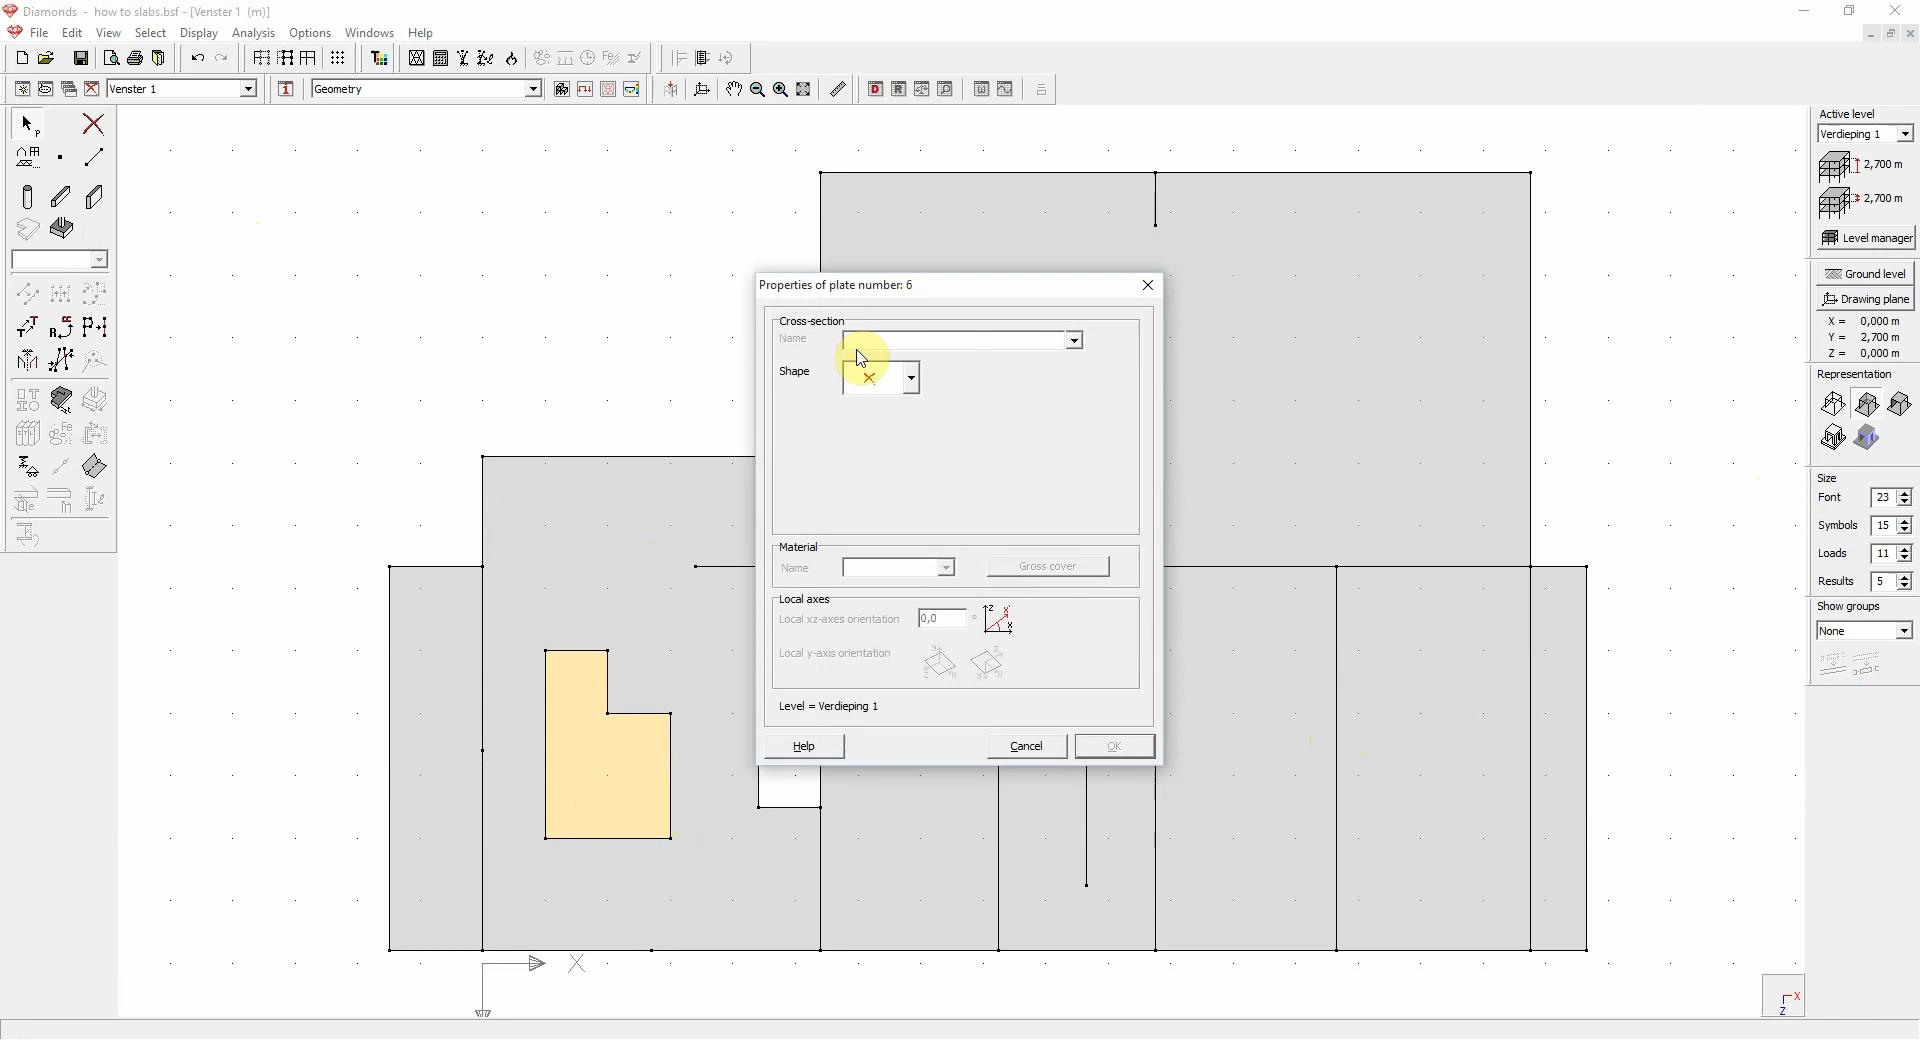 Diamonds - how to slabs.bsf - [Venster 1 (m)]
File Edit View Select Display Analysis Options Windows Help
Venster 1
1
Geometry
D R
Active level
Verdieping 1
2,700 m
2,700 m
Level manager
Ground level
Drawing plane
X = 0,000 m
Y = 2,700 m
Z = 0,000 m
Representation
Size
Font 23
Symbols 15
Loads 11
Results 5
Show groups
None
Properties of plate number: 6
Cross-section
Name
Shape
Material
Name
Gross cover
Local axes
Local xz-axes orientation 0,0 °
Local y-axis orientation
Level = Verdieping 1
Help Cancel OK
X
X
Z